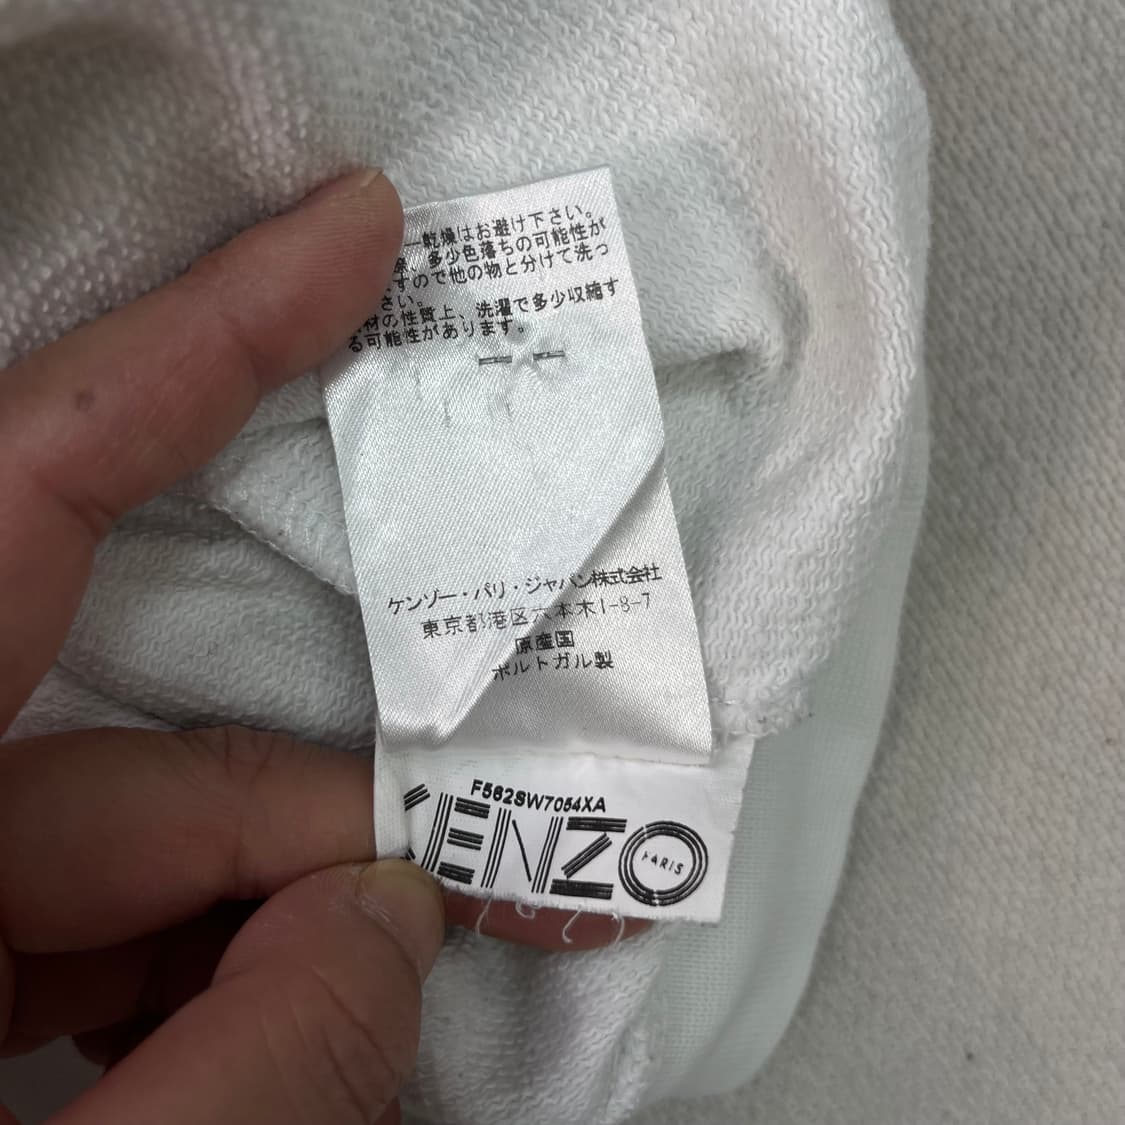 一乾燥はお避け下さい。
、多少色落ちの可能性が
すので他の物と分けて洗っ
さい。
材の性質上、洗濯で多少収縮す
る可能性があります。
ケンゾー・パリ・ジャパン株式会社
東京都港区六本木1-8-7
原産国
ポルトガル製
F562SW7054XA
KENZO
PARIS